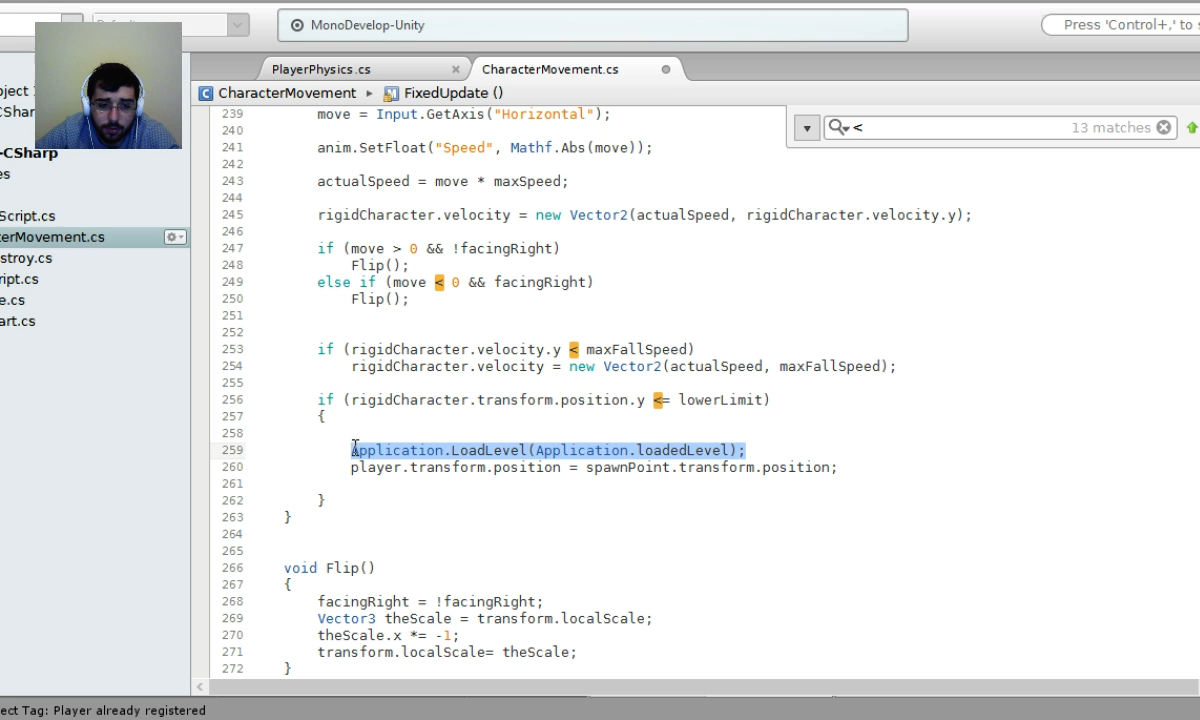 MonoDevelop-Unity
Press 'Control+,' to s
PlayerPhysics.cs
CharacterMovement.cs
CharacterMovement FixedUpdate ()
<
13 matches
oject
CShar
-CSharp
es
Script.cs
terMovement.cs
stroy.cs
ript.cs
e.cs
art.cs
239 move = Input.GetAxis("Horizontal");
240
241 anim.SetFloat("Speed", Mathf.Abs(move));
242
243 actualSpeed = move * maxSpeed;
244
245 rigidCharacter.velocity = new Vector2(actualSpeed, rigidCharacter.velocity.y);
246
247 if (move > 0 && !facingRight)
248 Flip();
249 else if (move < 0 && facingRight)
250 Flip();
251
252
253 if (rigidCharacter.velocity.y < maxFallSpeed)
254 rigidCharacter.velocity = new Vector2(actualSpeed, maxFallSpeed);
255
256 if (rigidCharacter.transform.position.y <= lowerLimit)
257 {
258
259 Application.LoadLevel(Application.loadedLevel);
260 player.transform.position = spawnPoint.transform.position;
261
262 }
263 }
264
265
266 void Flip()
267 {
268 facingRight = !facingRight;
269 Vector3 theScale = transform.localScale;
270 theScale.x *= -1;
271 transform.localScale= theScale;
272 }
ect Tag: Player already registered